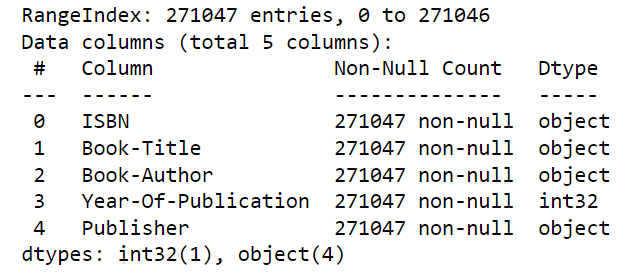 RangeIndex: 271047 entries, 0 to 271046
Data columns (total 5 columns):
 #   Column               Non-Null Count   Dtype
---  ------               --------------   -----
 0   ISBN                 271047 non-null  object
 1   Book-Title           271047 non-null  object
 2   Book-Author          271047 non-null  object
 3   Year-Of-Publication  271047 non-null  int32
 4   Publisher            271047 non-null  object
dtypes: int32(1), object(4)